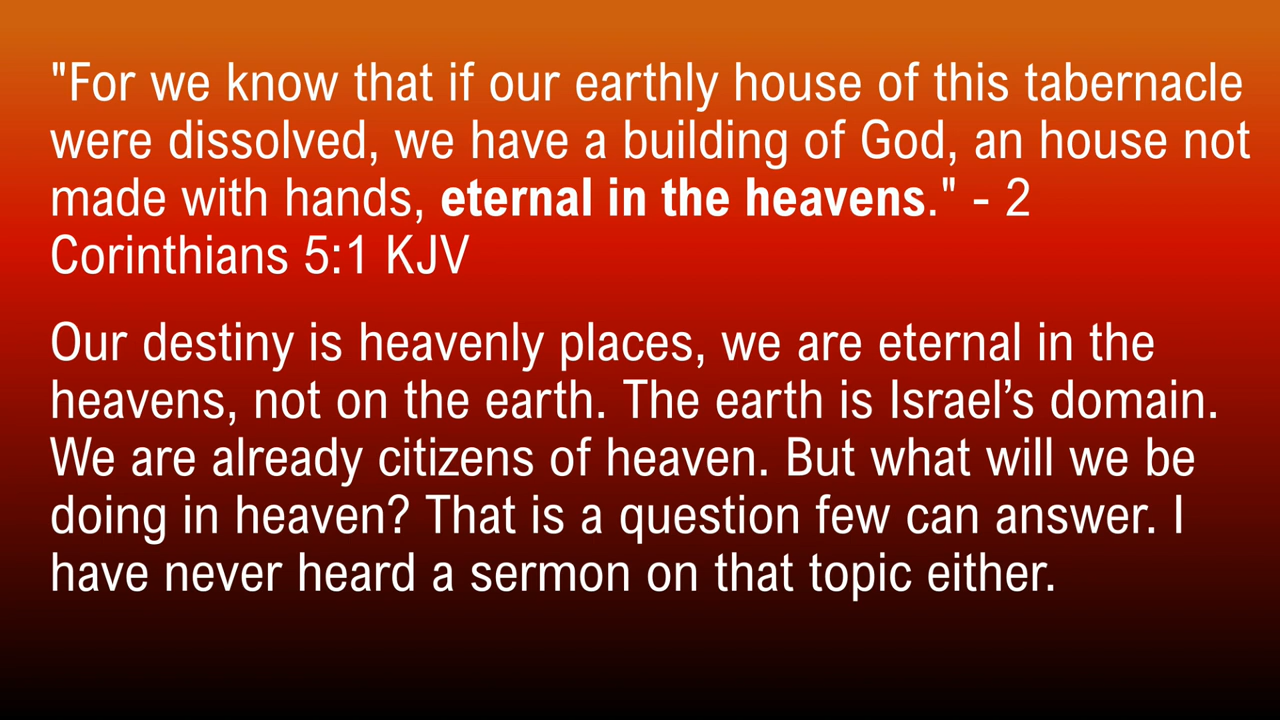 "For we know that if our earthly house of this tabernacle
were dissolved, we have a building of God, an house not
made with hands, eternal in the heavens." - 2
Corinthians 5:1 KJV
Our destiny is heavenly places, we are eternal in the
heavens, not on the earth. The earth is Israel’s domain.
We are already citizens of heaven. But what will we be
doing in heaven? That is a question few can answer. I
have never heard a sermon on that topic either.